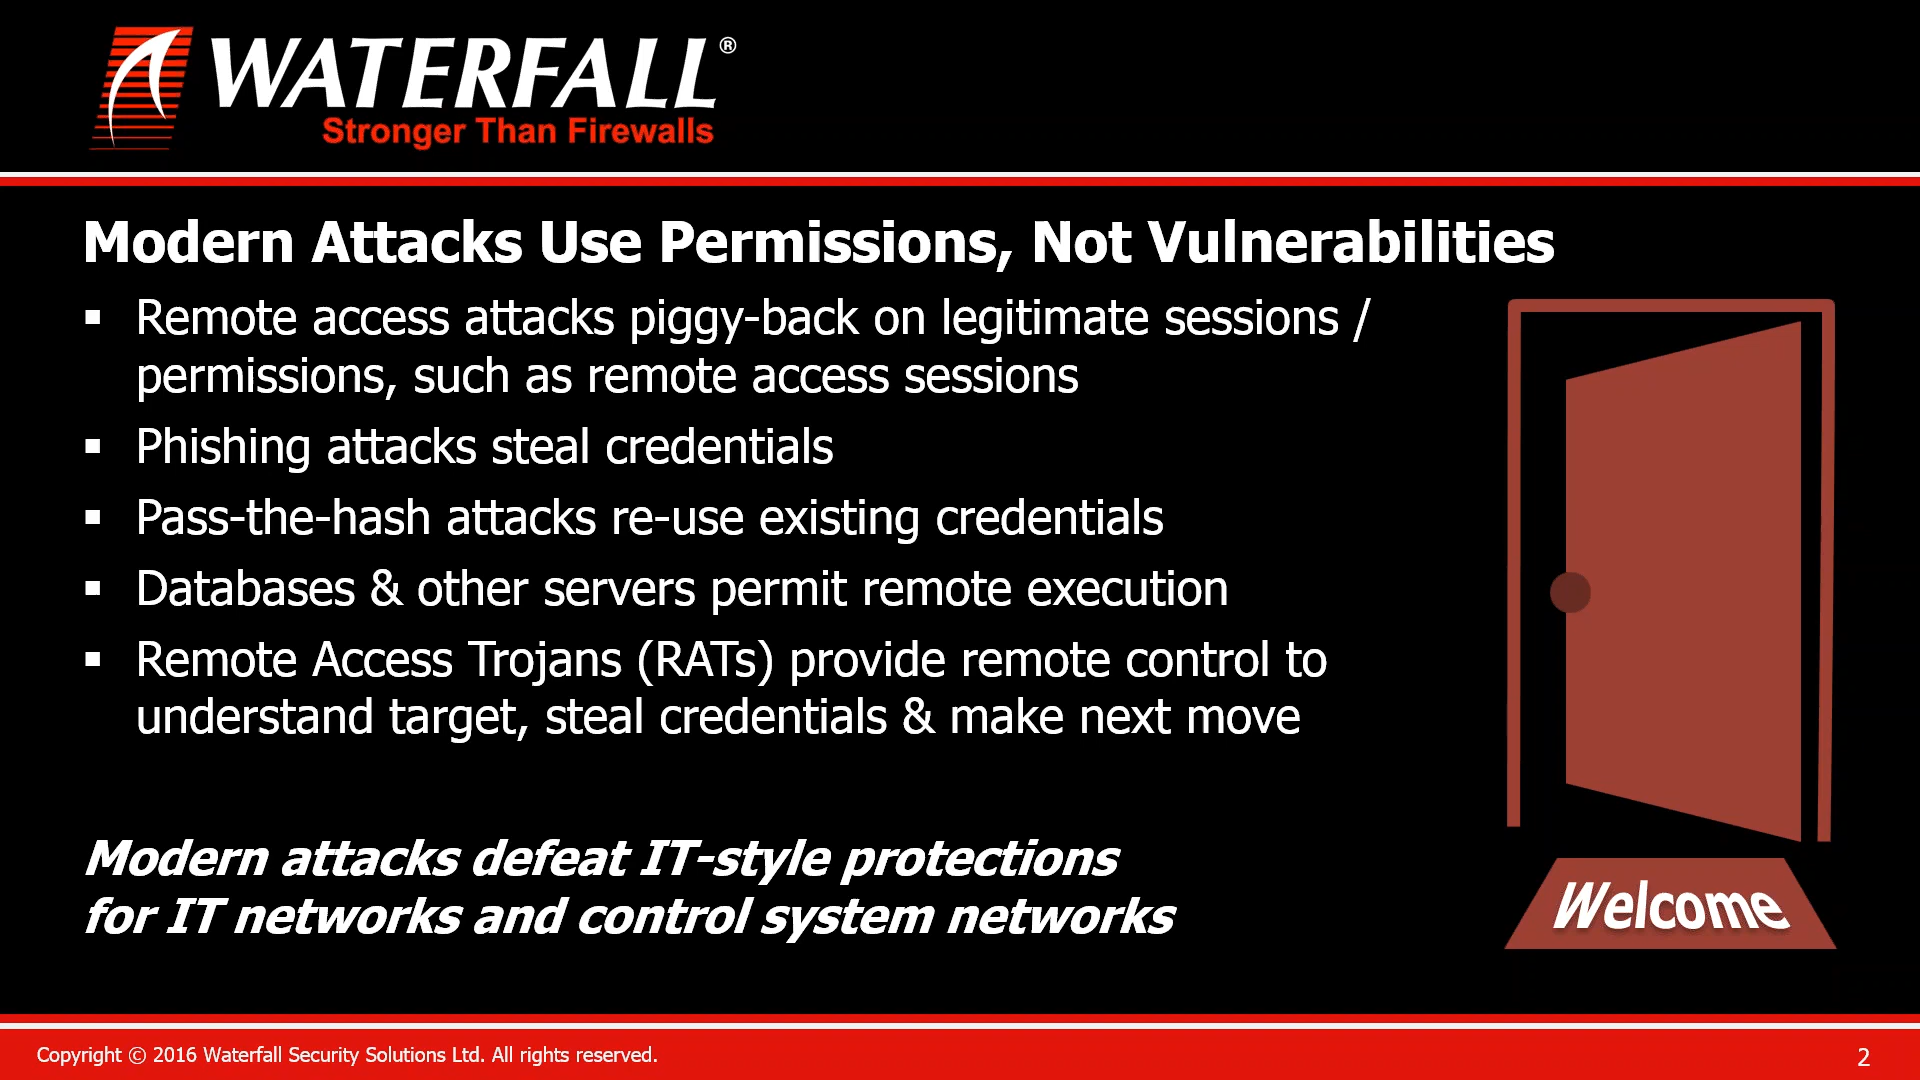 WATERFALL®
Stronger Than Firewalls
Modern Attacks Use Permissions, Not Vulnerabilities
▪ Remote access attacks piggy-back on legitimate sessions /
permissions, such as remote access sessions
▪ Phishing attacks steal credentials
▪ Pass-the-hash attacks re-use existing credentials
▪ Databases & other servers permit remote execution
▪ Remote Access Trojans (RATs) provide remote control to
understand target, steal credentials & make next move
Modern attacks defeat IT-style protections
for IT networks and control system networks
Welcome
Copyright © 2016 Waterfall Security Solutions Ltd. All rights reserved.
2